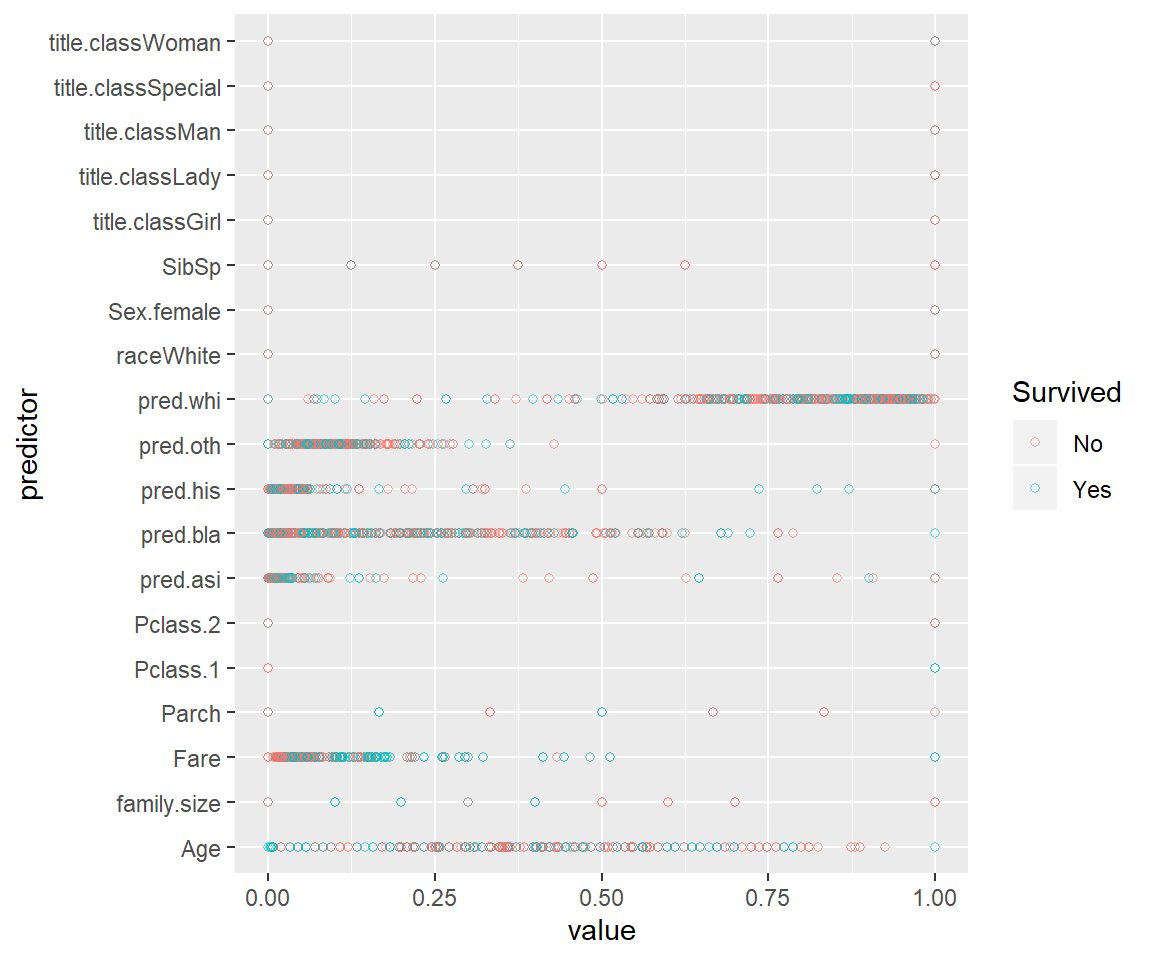 title.classWoman
title.classSpecial
title.classMan
title.classLady
title.classGirl
SibSp
Sex.female
raceWhite
pred.whi
pred.oth
pred.his
pred.bla
pred.asi
Pclass.2
Pclass.1
Parch
Fare
family.size
Age
predictor
0.00 0.25 0.50 0.75 1.00
value
Survived
No
Yes